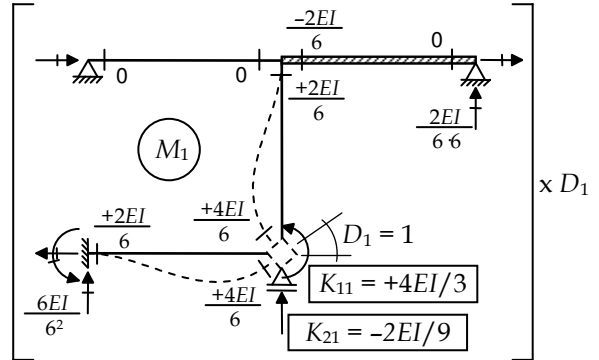 –2EI/6
0 0 0
+2EI/6
2EI/6·6
M₁
x D₁
+2EI/6 +4EI/6 D₁ = 1
+4EI/6 K₁₁ = +4EI/3
6EI/6²
K₂₁ = –2EI/9